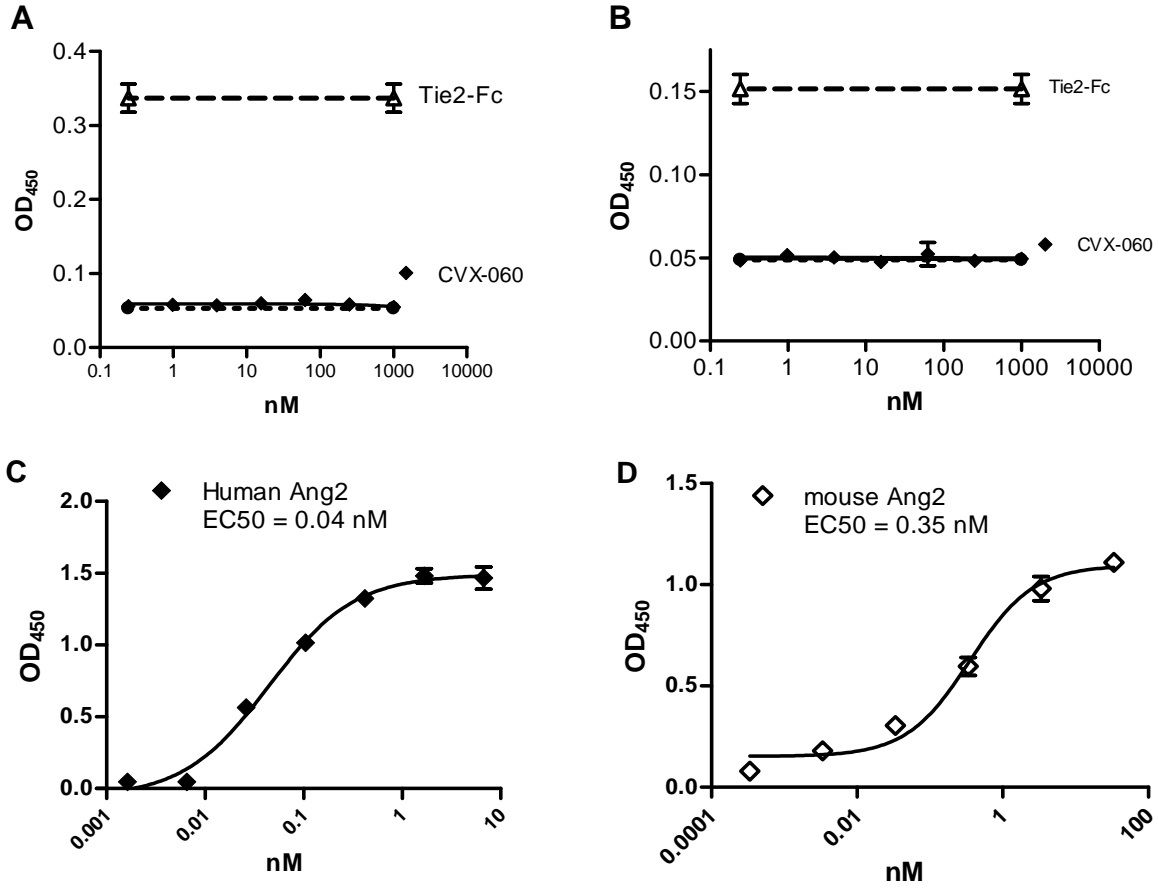 A
0.4
0.3
0.2
0.1
0.0
OD450
Tie2-Fc
CVX-060
0.1 1 10 100 1000 10000
nM
B
0.15
0.10
0.05
0.00
OD450
Tie2-Fc
CVX-060
0.1 1 10 100 1000 10000
nM
C
Human Ang2
EC50 = 0.04 nM
2.0
1.5
1.0
0.5
0.0
OD450
0.001 0.01 0.1 1 10
nM
D
mouse Ang2
EC50 = 0.35 nM
1.5
1.0
0.5
0.0
OD450
0.0001 0.01 1 100
nM